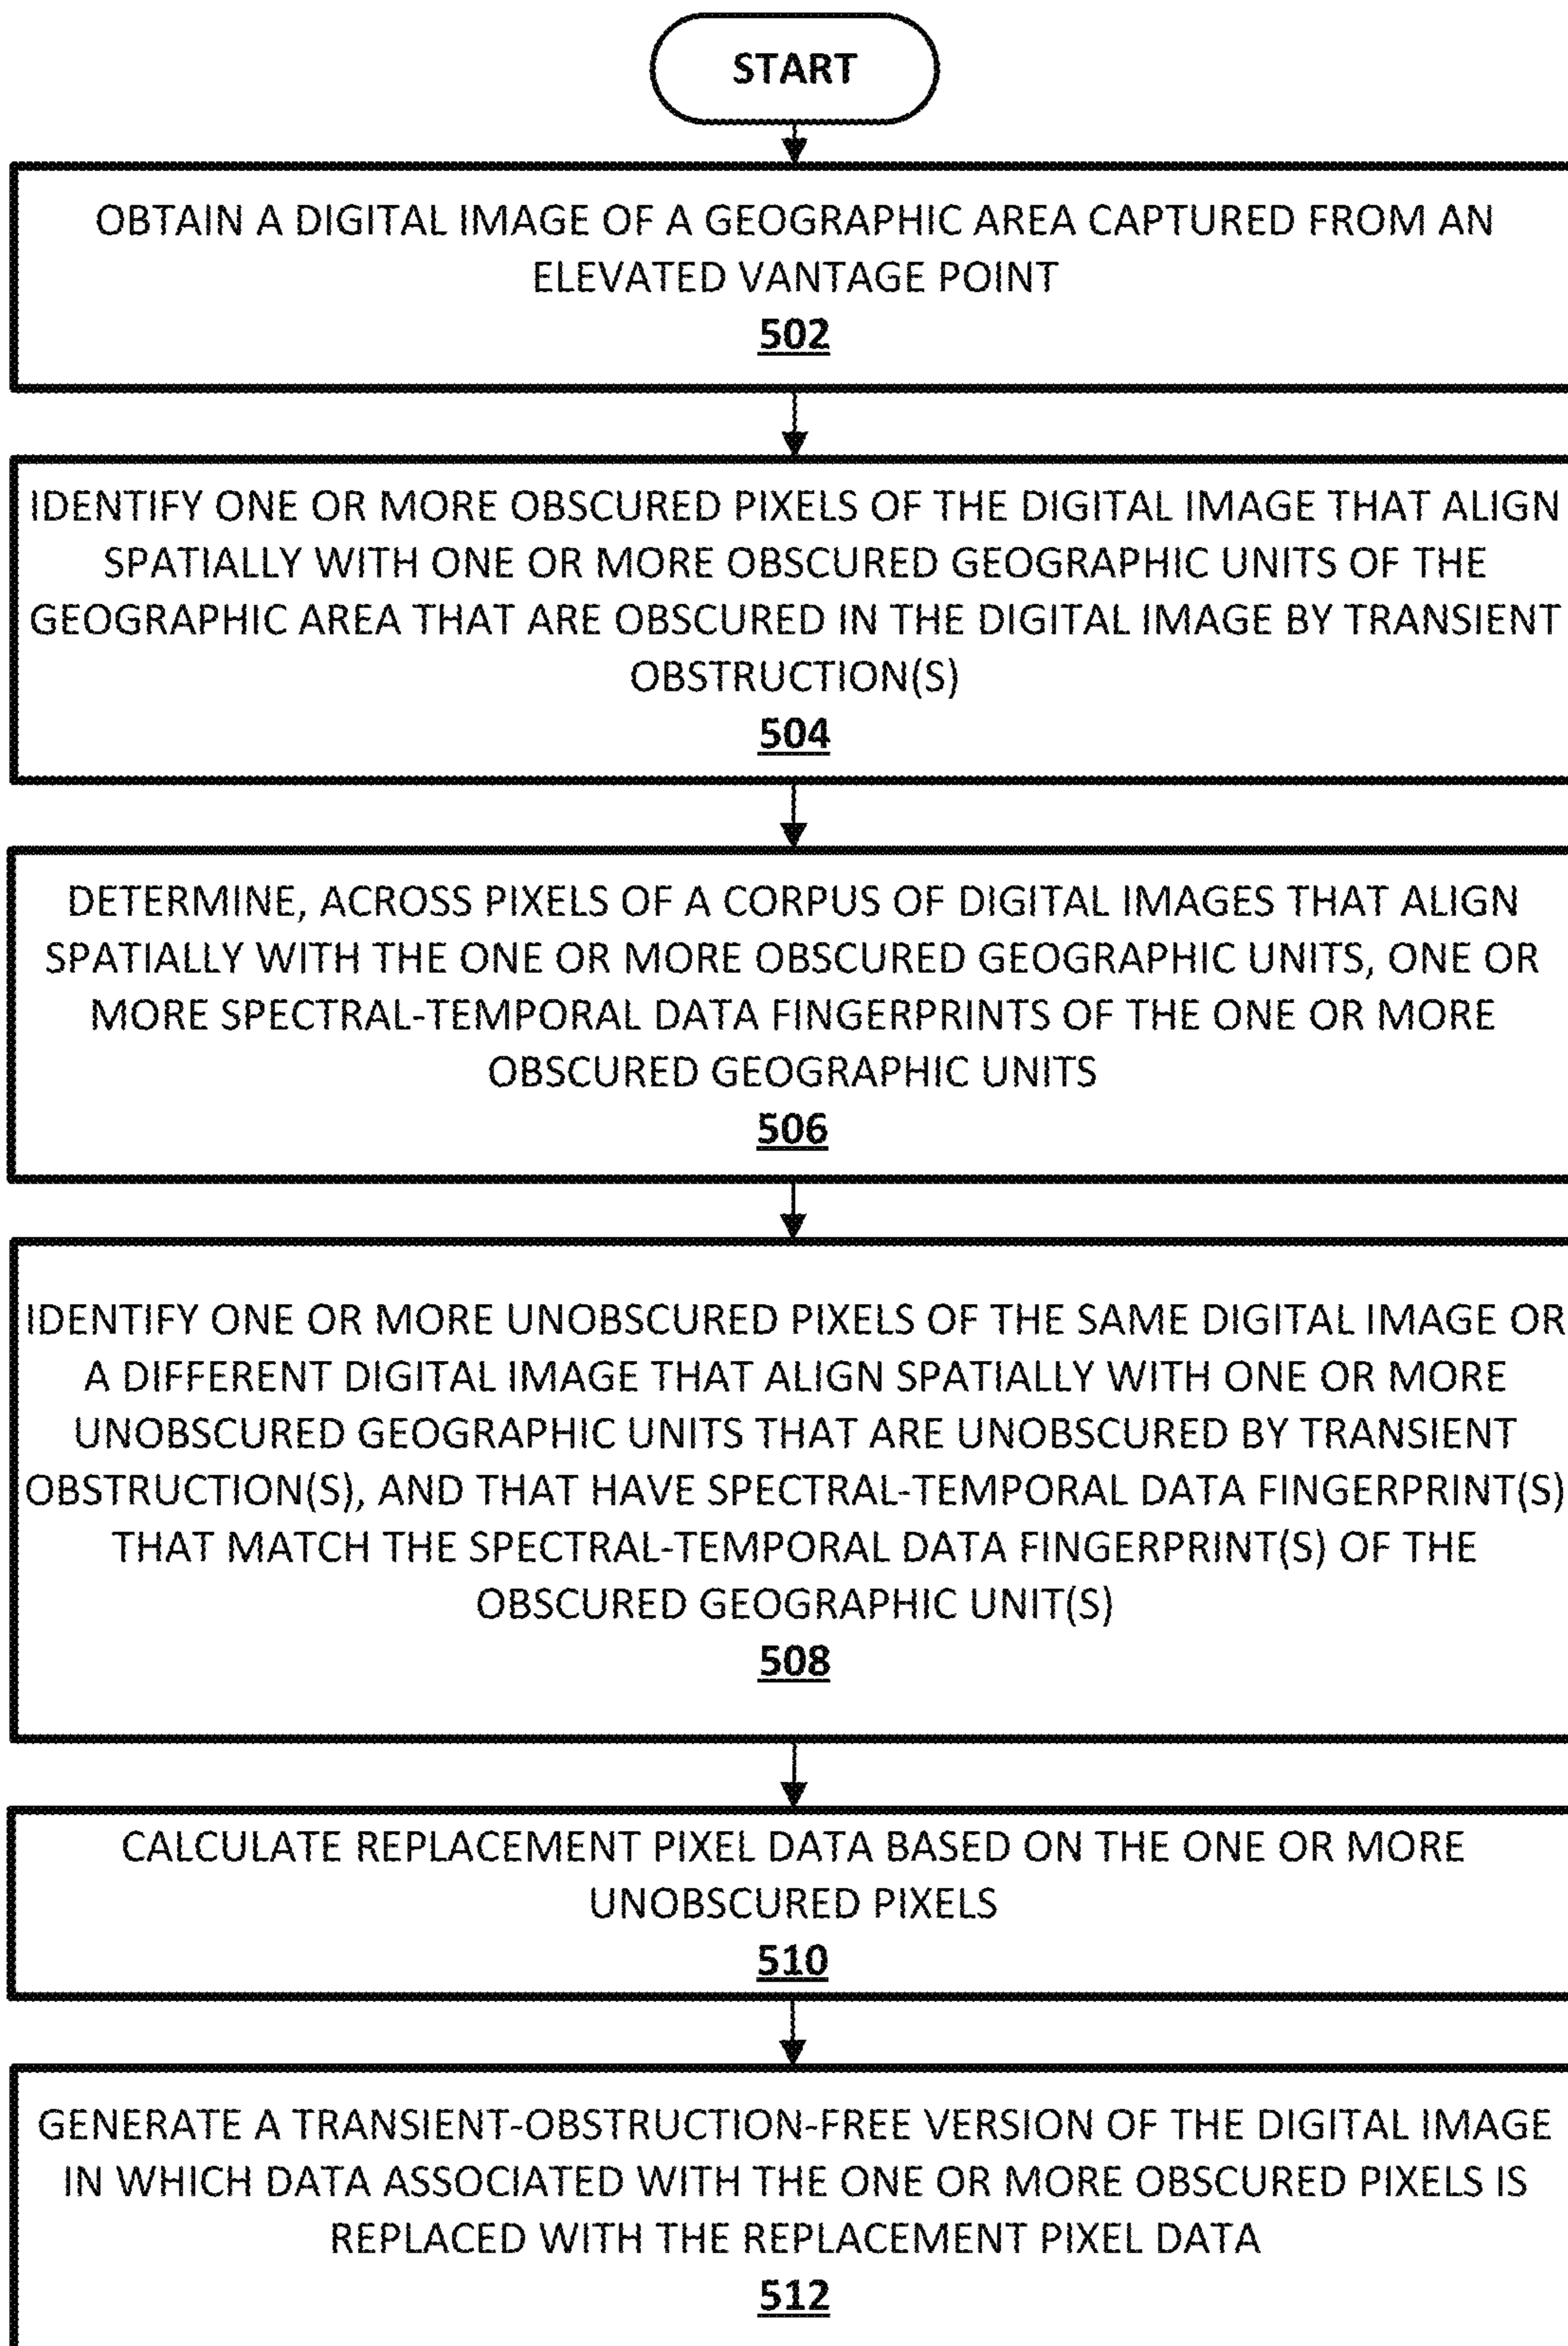 START
OBTAIN A DIGITAL IMAGE OF A GEOGRAPHIC AREA CAPTURED FROM AN
ELEVATED VANTAGE POINT
502
IDENTIFY ONE OR MORE OBSCURED PIXELS OF THE DIGITAL IMAGE THAT ALIGN
SPATIALLY WITH ONE OR MORE OBSCURED GEOGRAPHIC UNITS OF THE
GEOGRAPHIC AREA THAT ARE OBSCURED IN THE DIGITAL IMAGE BY TRANSIENT
OBSTRUCTION(S)
504
DETERMINE, ACROSS PIXELS OF A CORPUS OF DIGITAL IMAGES THAT ALIGN
SPATIALLY WITH THE ONE OR MORE OBSCURED GEOGRAPHIC UNITS, ONE OR
MORE SPECTRAL-TEMPORAL DATA FINGERPRINTS OF THE ONE OR MORE
OBSCURED GEOGRAPHIC UNITS
506
IDENTIFY ONE OR MORE UNOBSCURED PIXELS OF THE SAME DIGITAL IMAGE OR
A DIFFERENT DIGITAL IMAGE THAT ALIGN SPATIALLY WITH ONE OR MORE
UNOBSCURED GEOGRAPHIC UNITS THAT ARE UNOBSCURED BY TRANSIENT
OBSTRUCTION(S), AND THAT HAVE SPECTRAL-TEMPORAL DATA FINGERPRINT(S)
THAT MATCH THE SPECTRAL-TEMPORAL DATA FINGERPRINT(S) OF THE
OBSCURED GEOGRAPHIC UNIT(S)
508
CALCULATE REPLACEMENT PIXEL DATA BASED ON THE ONE OR MORE
UNOBSCURED PIXELS
510
GENERATE A TRANSIENT-OBSTRUCTION-FREE VERSION OF THE DIGITAL IMAGE
IN WHICH DATA ASSOCIATED WITH THE ONE OR MORE OBSCURED PIXELS IS
REPLACED WITH THE REPLACEMENT PIXEL DATA
512